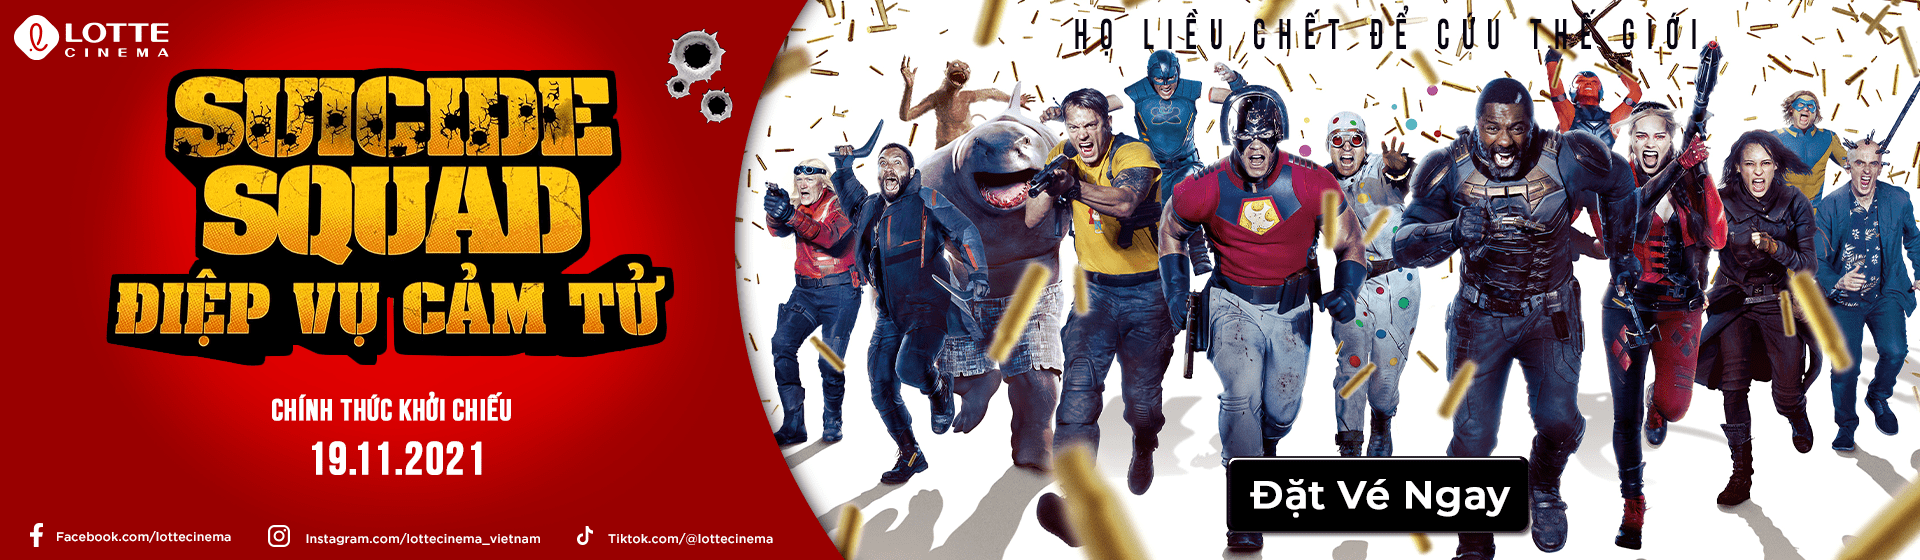 LOTTE
CINEMA
SUICIDE
SQUAD
ĐIỆP VỤ CẢM TỬ
CHÍNH THỨC KHỞI CHIẾU
19.11.2021
Facebook.com/lottecinema
Instagram.com/lottecinema_vietnam
Tiktok.com/@lottecinema
HỌ LIỀU CHẾT ĐỂ CỨU THẾ GIỚI
Đặt Vé Ngay